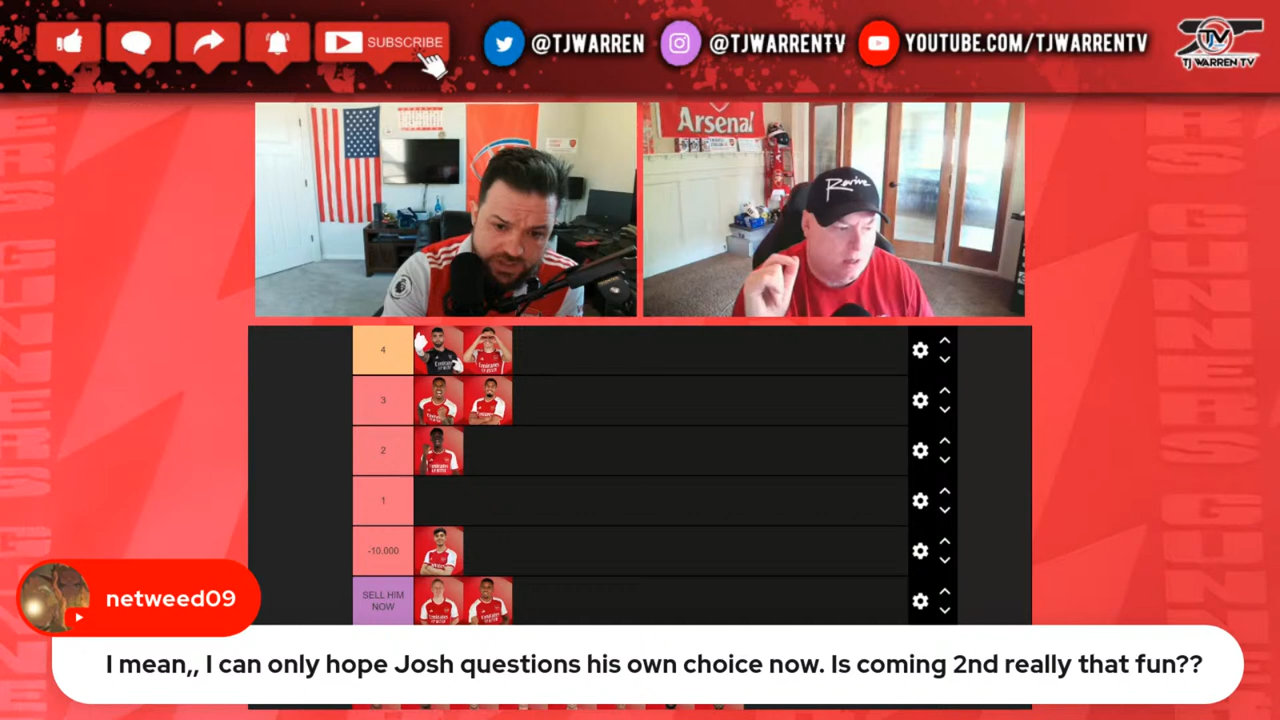 SUBSCRIBE
@TJWARREN
@TJWARRENTV
YOUTUBE.COM/TJWARRENTV
TJ WARREN TV
Arsenal
Revive
4
3
2
1
-10,000
SELL HIM
NOW
netweed09
I mean,, I can only hope Josh questions his own choice now. Is coming 2nd really that fun??